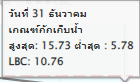 วันที่ 31 ธันวาคม
เกณฑ์กักเก็บน้ำ
สูงสุด: 15.73 ต่ำสุด : 5.78
LBC: 10.76